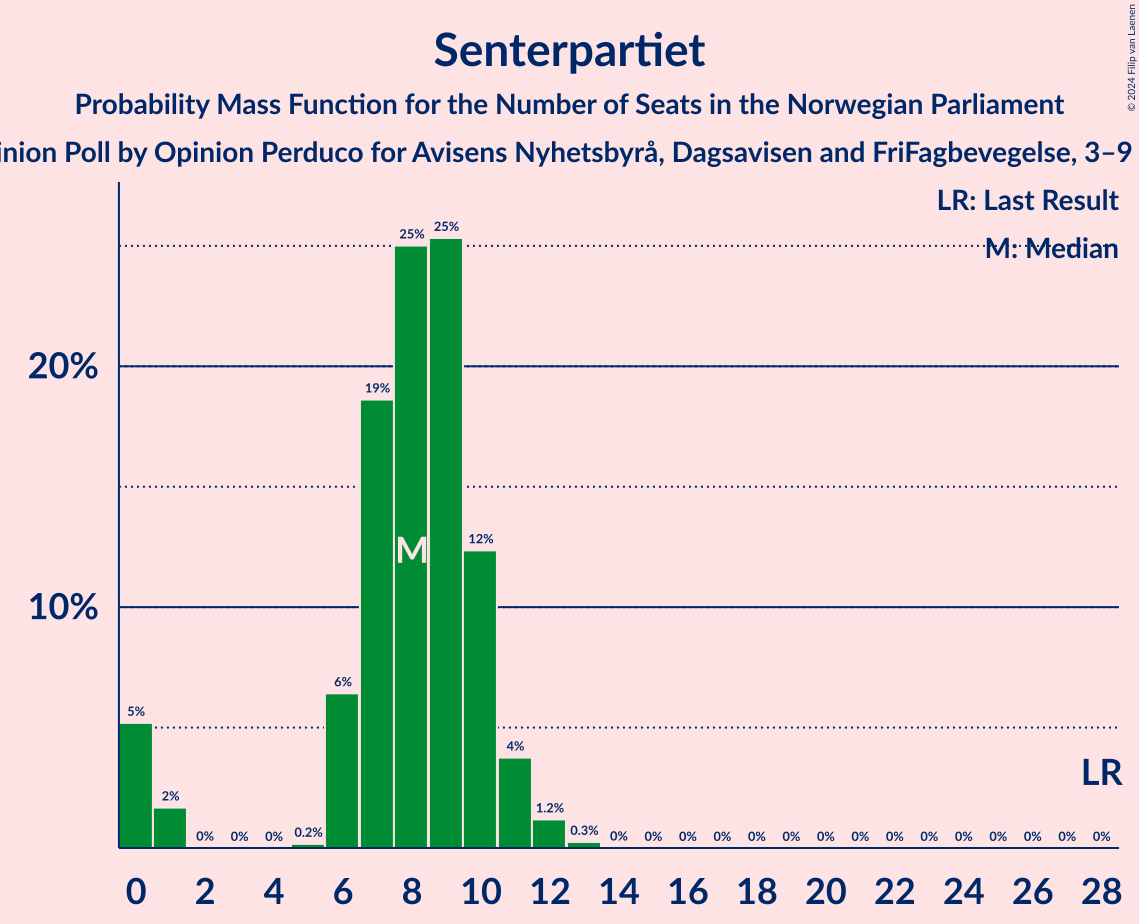 Senterpartiet
Probability Mass Function for the Number of Seats in the Norwegian Parliament
inion Poll by Opinion Perduco for Avisens Nyhetsbyrå, Dagsavisen and FriFagbevegelse, 3–9
© 2024 Filip van Laenen
LR: Last Result
M: Median
25%
25%
20%
19%
12%
M
10%
6%
5%
4%
LR
2%
1.2%
0% 0% 0% 0.2% 0.3% 0% 0% 0% 0% 0% 0% 0% 0% 0% 0% 0% 0% 0% 0% 0%
0 2 4 6 8 10 12 14 16 18 20 22 24 26 28